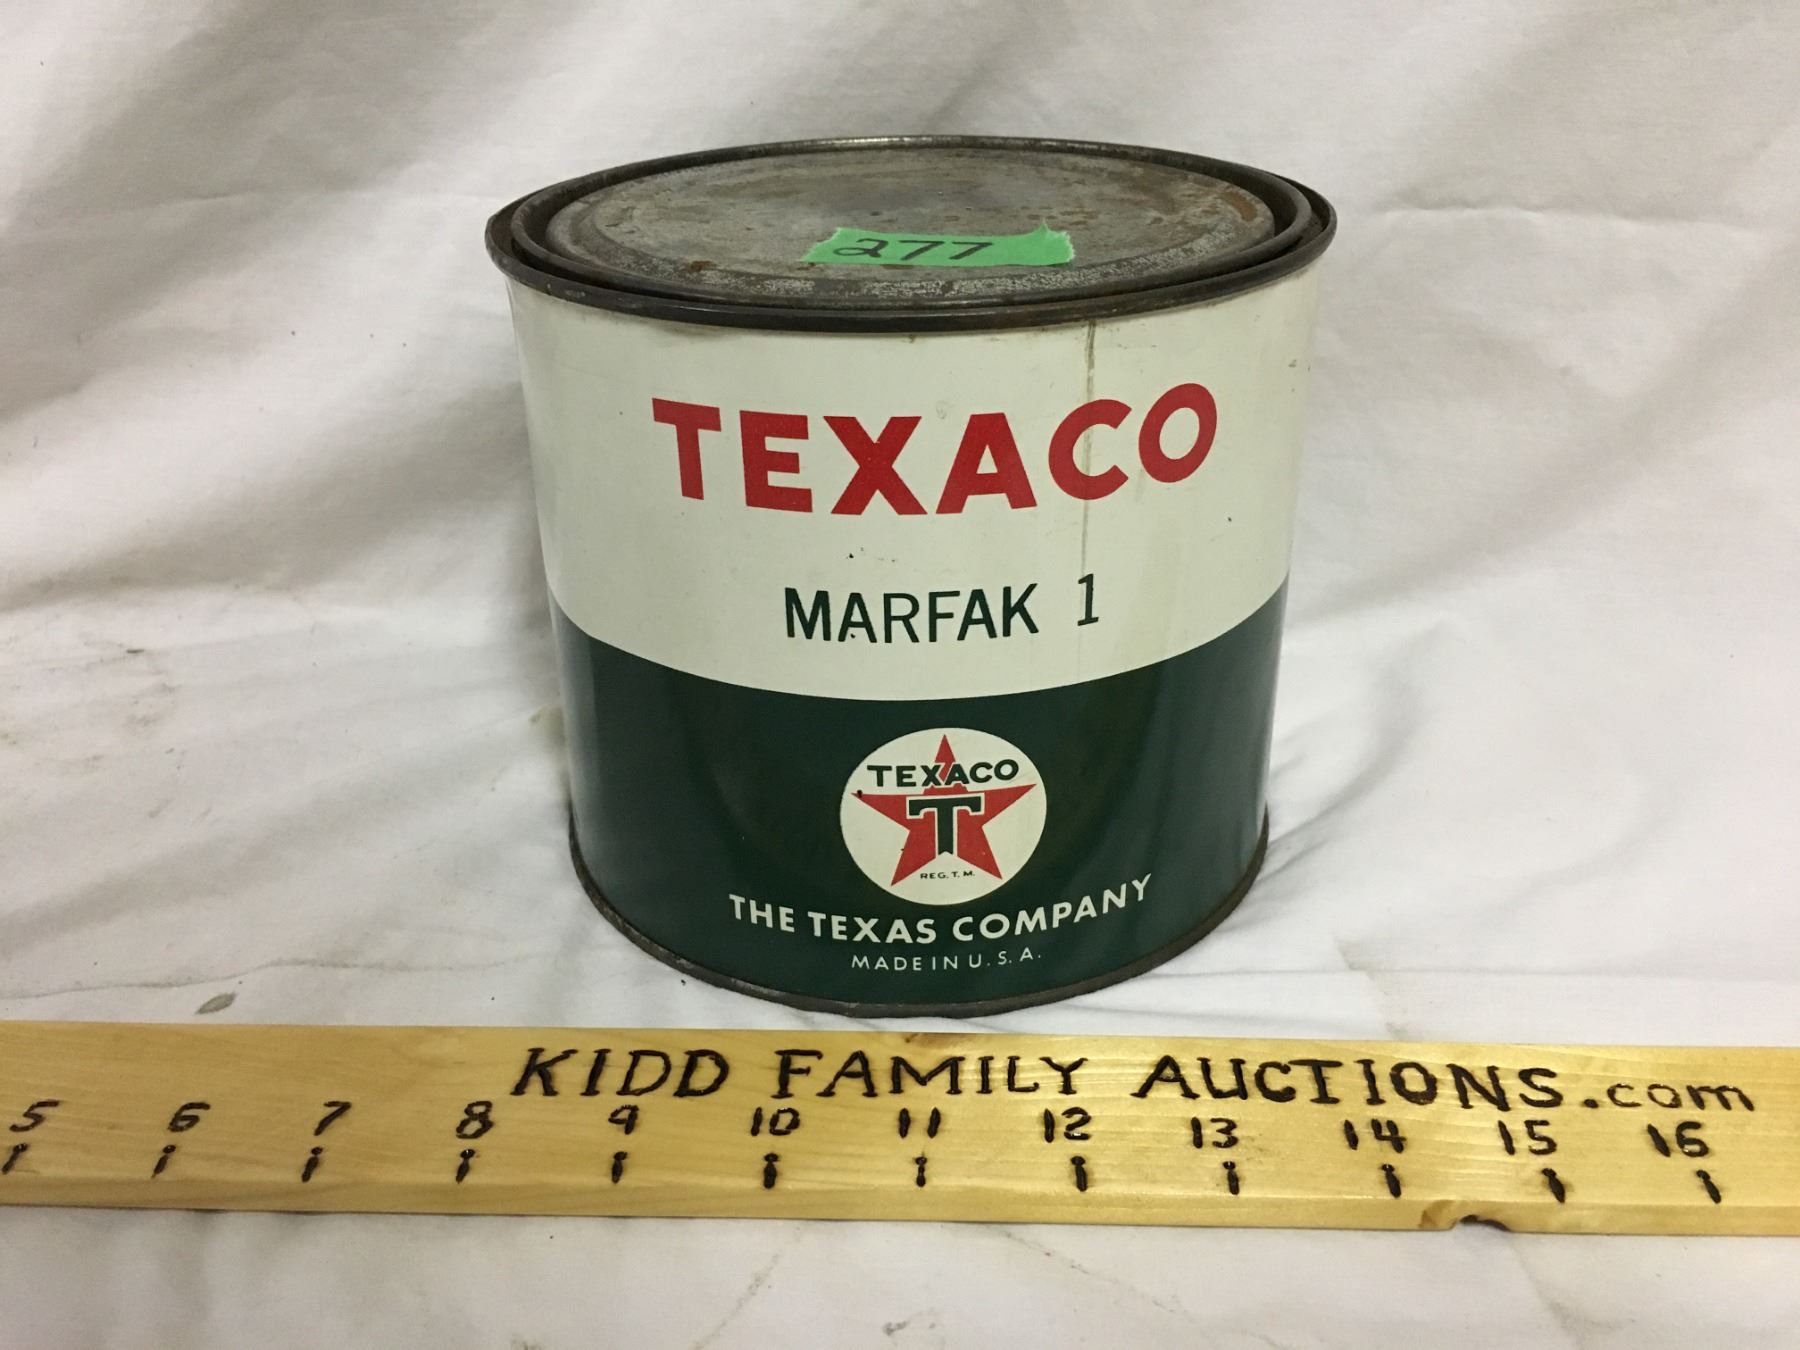 277
TEXACO
MARFAK 1
TEXACO
T
REG. T. M.
THE TEXAS COMPANY
MADE IN U. S. A.
KIDD FAMILY AUCTIONS.com
5 6 7 8 9 10 11 12 13 14 15 16